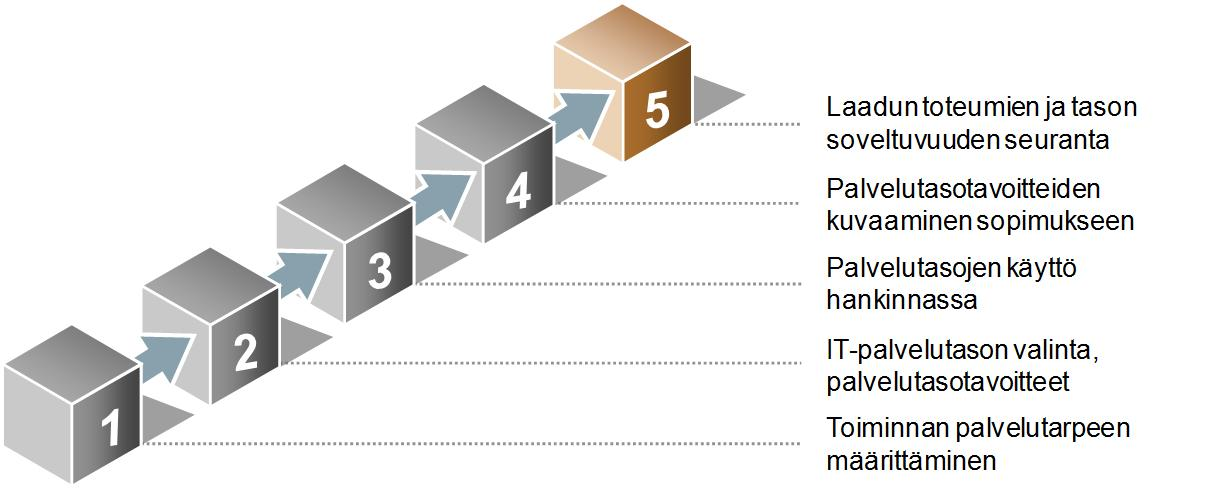 5
Laadun toteumien ja tason
soveltuvuuden seuranta
4
Palvelutasotavoitteiden
kuvaaminen sopimukseen
3
Palvelutasojen käyttö
hankinnassa
2
IT-palvelutason valinta,
palvelutasotavoitteet
1
Toiminnan palvelutarpeen
määrittäminen